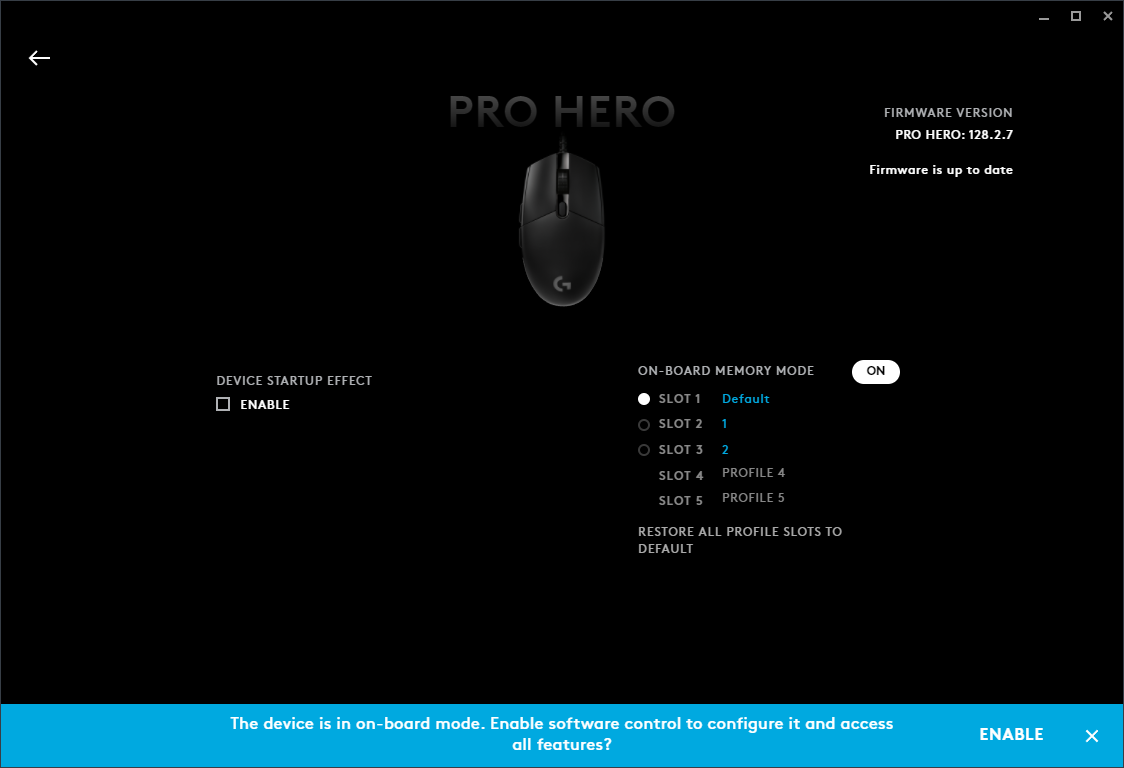 PRO HERO
FIRMWARE VERSION
PRO HERO: 128.2.7
Firmware is up to date
DEVICE STARTUP EFFECT
ENABLE
ON-BOARD MEMORY MODE ON
SLOT 1 Default
SLOT 2 1
SLOT 3 2
SLOT 4 PROFILE 4
SLOT 5 PROFILE 5
RESTORE ALL PROFILE SLOTS TO
DEFAULT
The device is in on-board mode. Enable software control to configure it and access
all features?
ENABLE